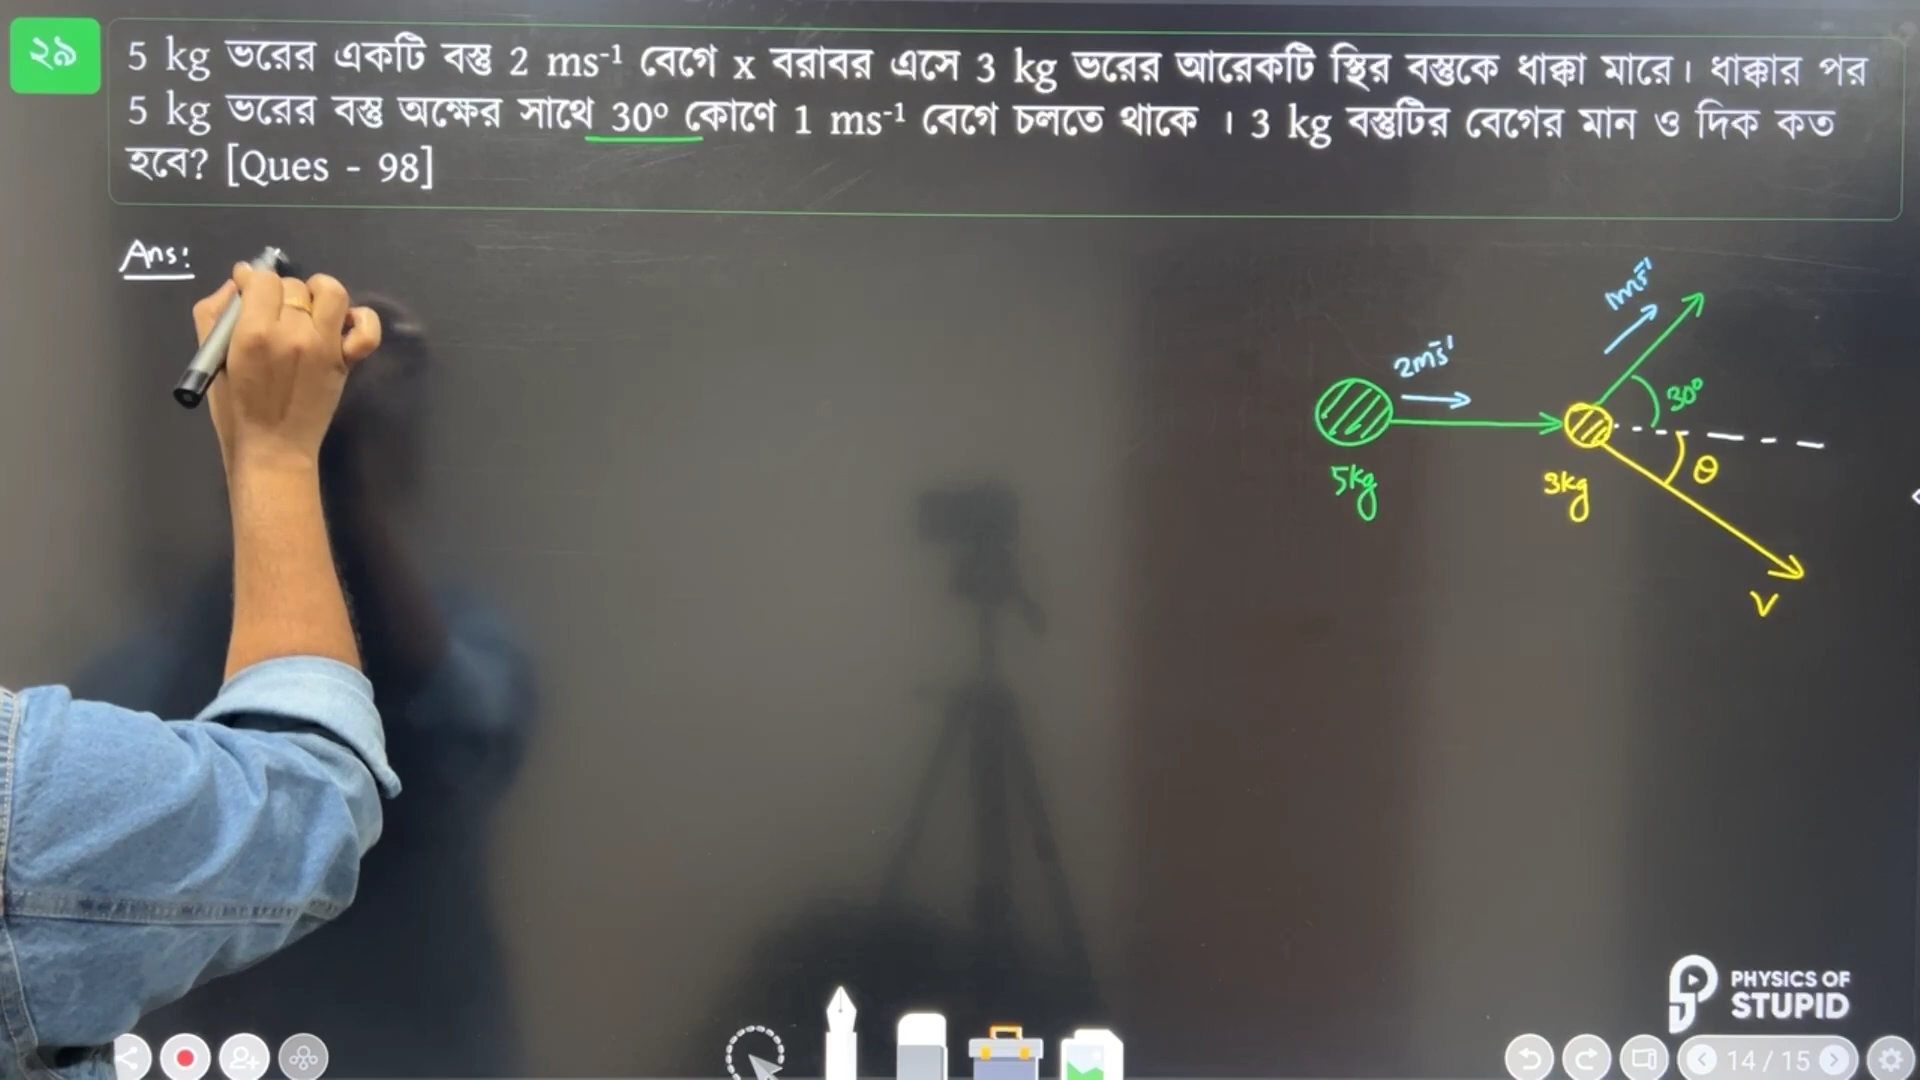 ২৯
5 kg ভরের একটি বস্তু 2 ms⁻¹ বেগে x বরাবর এসে 3 kg ভরের আরেকটি স্থির বস্তুকে ধাক্কা মারে। ধাক্কার পর
5 kg ভরের বস্তু অক্ষের সাথে 30° কোণে 1 ms⁻¹ বেগে চলতে থাকে । 3 kg বস্তুটির বেগের মান ও দিক কত
হবে? [Ques - 98]
Ans:
1ms⁻¹
2ms⁻¹
30°
θ
5kg
3kg
v
PHYSICS OF
STUPID
14 / 15